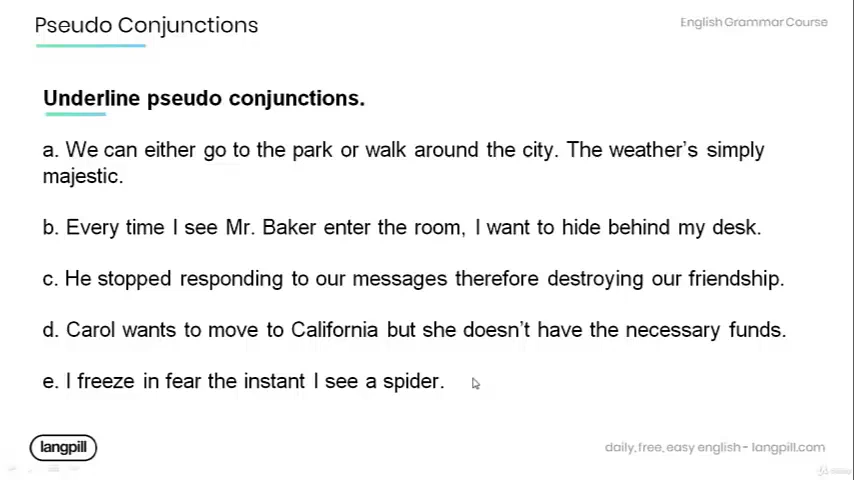 Pseudo Conjunctions
English Grammar Course
Underline pseudo conjunctions.
a. We can either go to the park or walk around the city. The weather's simply
majestic.
b. Every time I see Mr. Baker enter the room, I want to hide behind my desk.
c. He stopped responding to our messages therefore destroying our friendship.
d. Carol wants to move to California but she doesn't have the necessary funds.
e. I freeze in fear the instant I see a spider.
langpill
daily, free, easy english - langpill.com
Udemy